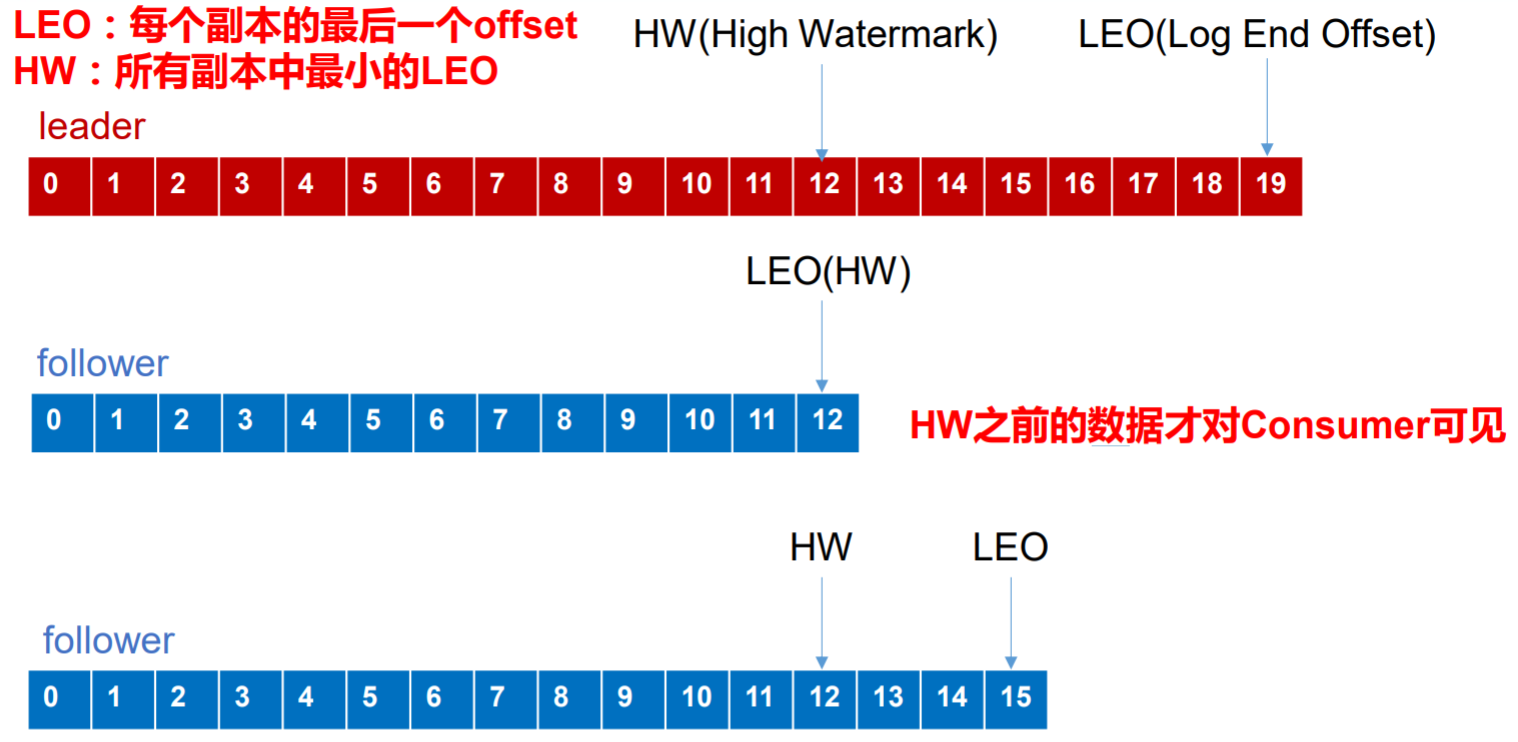 LEO：每个副本的最后一个offset
HW：所有副本中最小的LEO
HW(High Watermark)
LEO(Log End Offset)
leader
0 1 2 3 4 5 6 7 8 9 10 11 12 13 14 15 16 17 18 19
LEO(HW)
follower
0 1 2 3 4 5 6 7 8 9 10 11 12
HW之前的数据才对Consumer可见
HW
LEO
follower
0 1 2 3 4 5 6 7 8 9 10 11 12 13 14 15